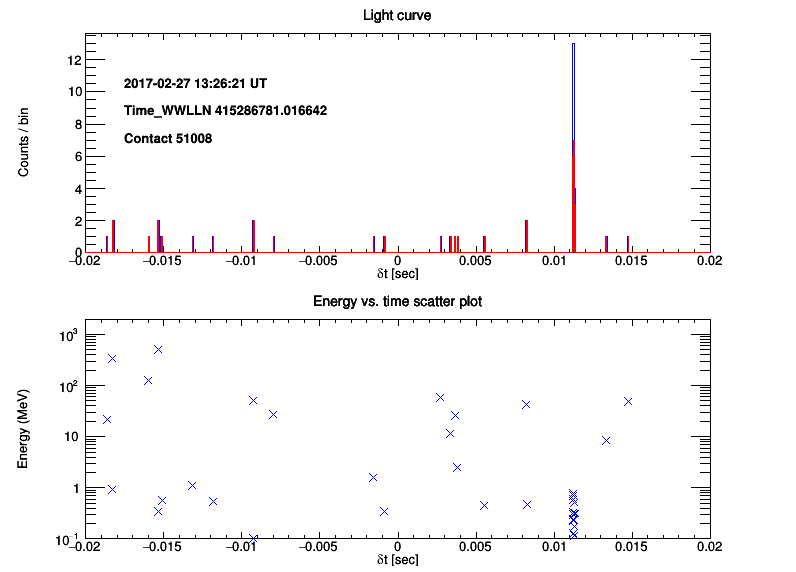 Light curve
Counts / bin
12
10
8
6
4
2
0
2017-02-27 13:26:21 UT
Time_WWLLN 415286781.016642
Contact 51008
−0.02 −0.015 −0.01 −0.005 0 0.005 0.01 0.015 0.02
δt [sec]
Energy vs. time scatter plot
Energy (MeV)
10³
10²
10
1
10⁻¹
−0.02 −0.015 −0.01 −0.005 0 0.005 0.01 0.015 0.02
δt [sec]